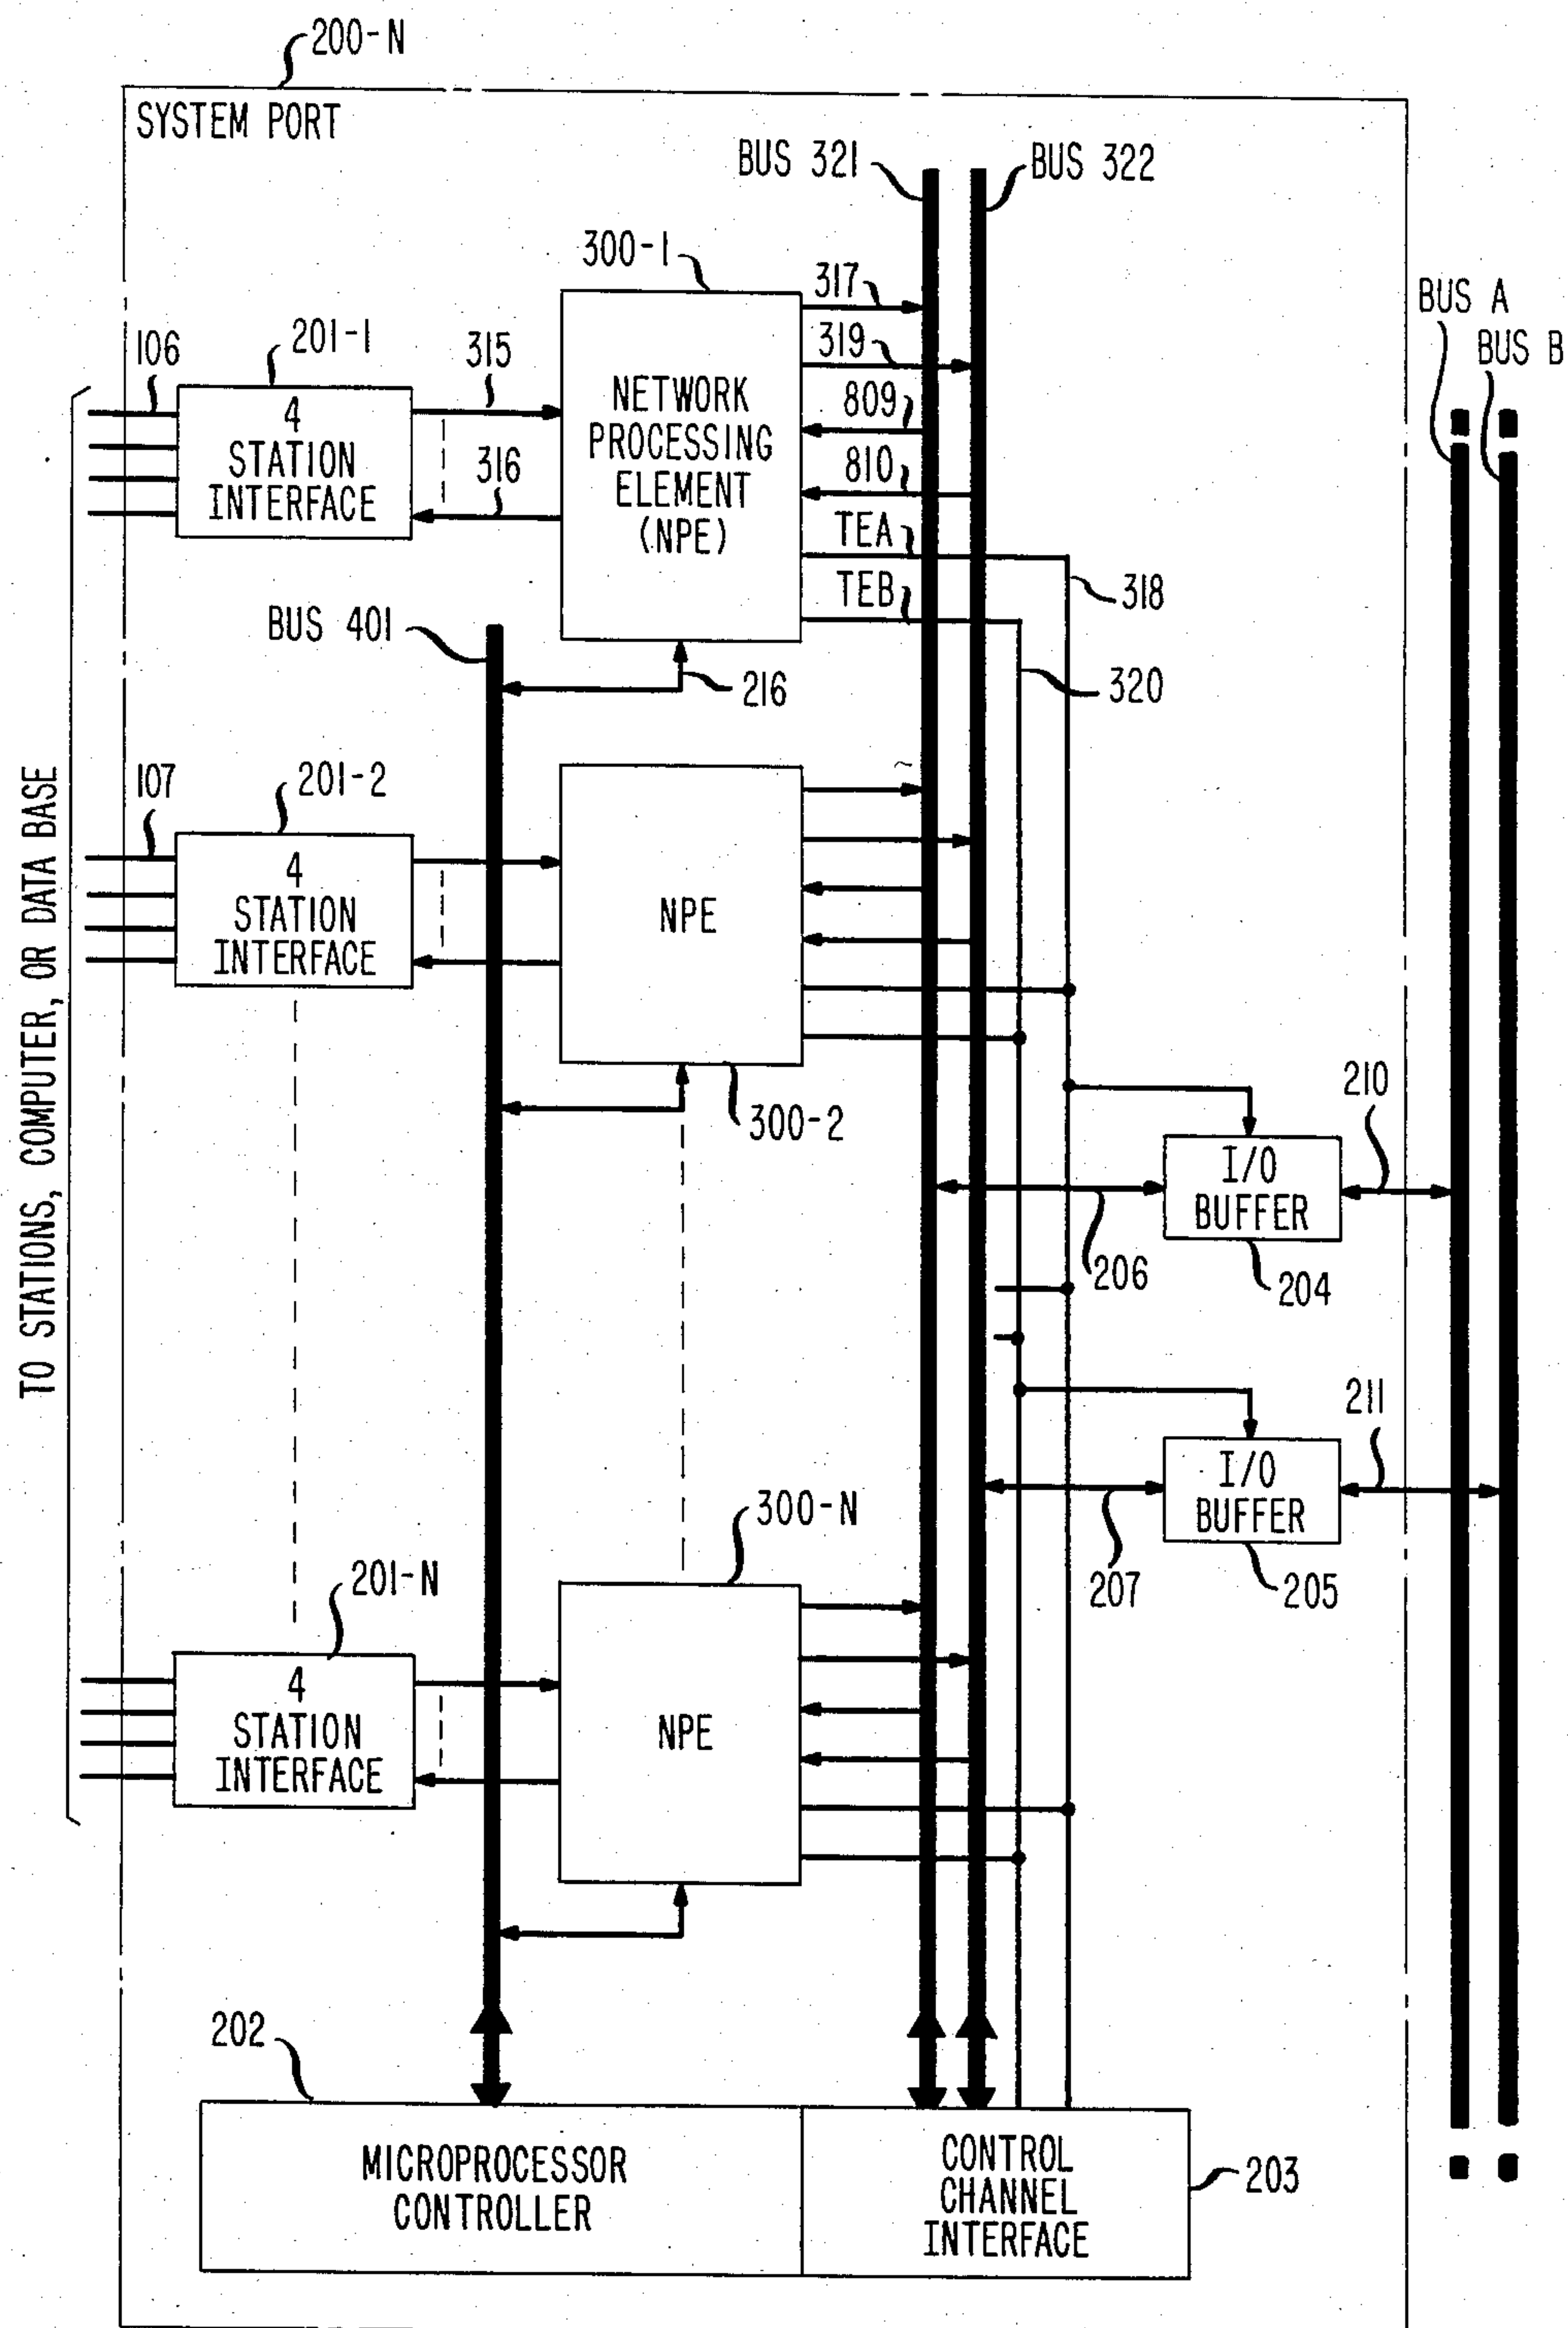 200-N
SYSTEM PORT
BUS 321
BUS 322
300-1
317
BUS A
BUS B
106
201-1
315
319
4
STATION
INTERFACE
316
NETWORK
PROCESSING
ELEMENT
(NPE)
809
810
TEA
TEB
318
BUS 401
216
320
TO STATIONS, COMPUTER, OR DATA BASE
107
201-2
4
STATION
INTERFACE
NPE
300-2
210
I/O
BUFFER
206
204
211
I/O
BUFFER
207
205
300-N
201-N
4
STATION
INTERFACE
NPE
202
MICROPROCESSOR
CONTROLLER
CONTROL
CHANNEL
INTERFACE
203